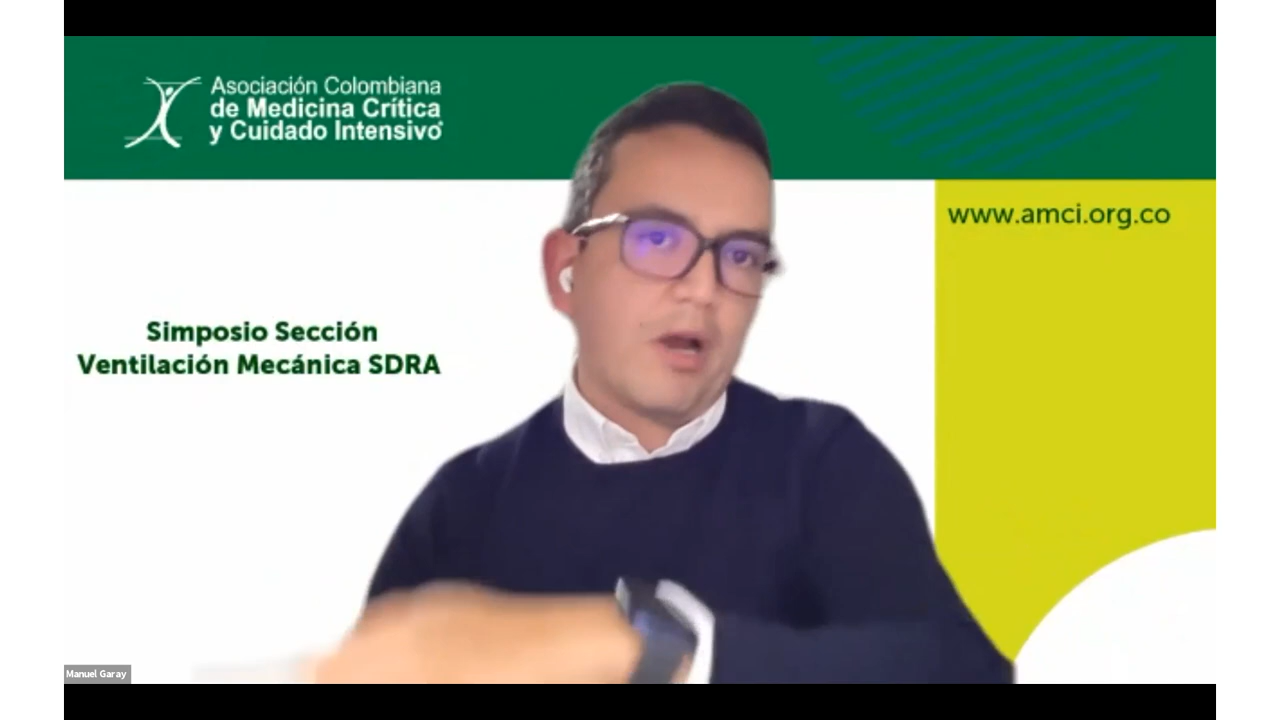 Asociación Colombiana
de Medicina Crítica
y Cuidado Intensivo
www.amci.org.co
Simposio Sección
Ventilación Mecánica SDRA
Manuel Garay